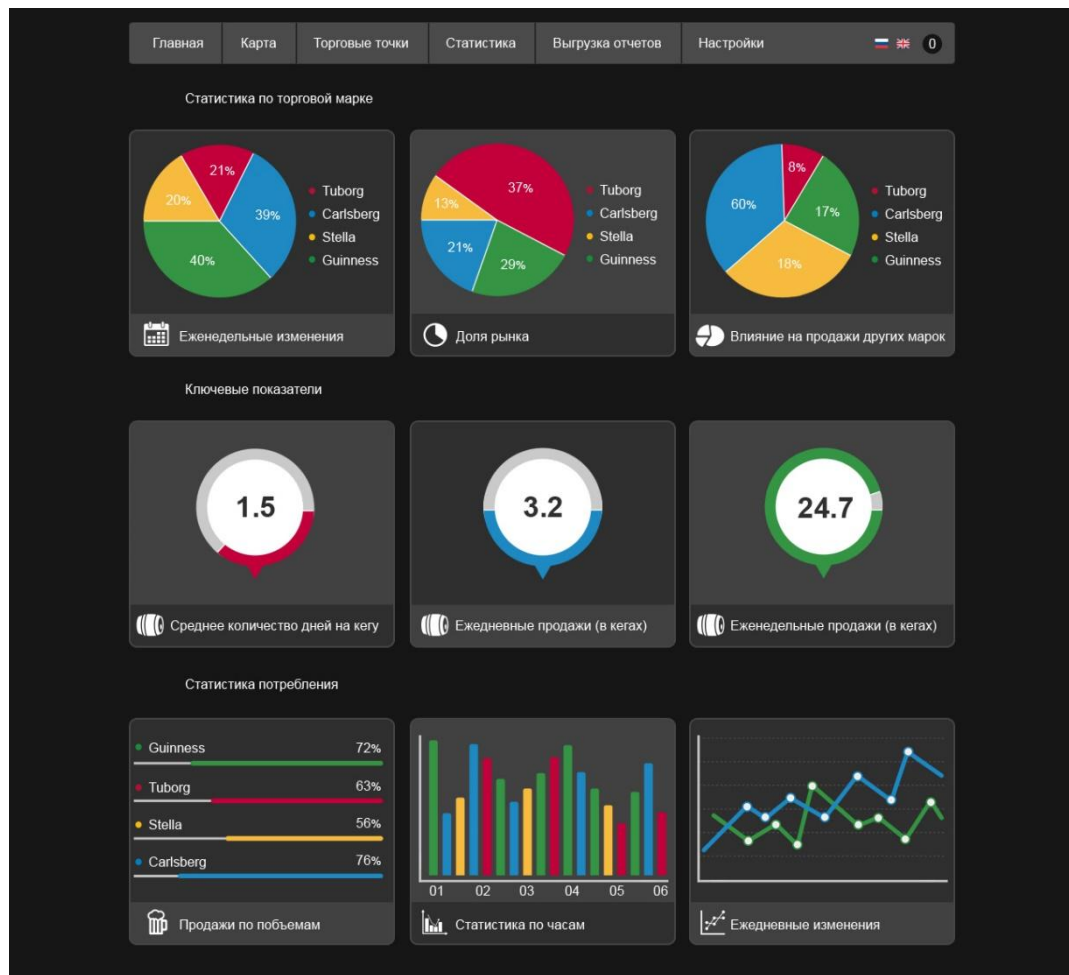 Главная Карта Торговые точки Статистика Выгрузка отчетов Настройки 0
Статистика по торговой марке
21%
39%
40%
20%
Tuborg
Carlsberg
Stella
Guinness
Еженедельные изменения
37%
29%
21%
13%
Tuborg
Carlsberg
Stella
Guinness
Доля рынка
8%
17%
18%
60%
Tuborg
Carlsberg
Stella
Guinness
Влияние на продажи других марок
Ключевые показатели
1.5
Среднее количество дней на кегу
3.2
Ежедневные продажи (в кегах)
24.7
Еженедельные продажи (в кегах)
Статистика потребления
Guinness 72%
Tuborg 63%
Stella 56%
Carlsberg 76%
Продажи по побъемам
01 02 03 04 05 06
Статистика по часам
Ежедневные изменения